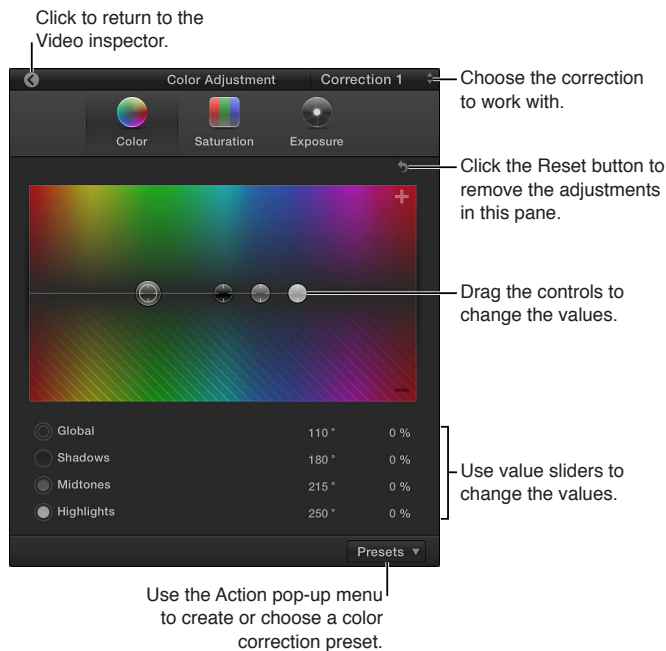 Click to return to the
Video inspector.
Color Adjustment
Correction 1
Choose the correction
to work with.
Color
Saturation
Exposure
Click the Reset button to
remove the adjustments
in this pane.
Drag the controls to
change the values.
Global 110 ° 0 %
Shadows 180 ° 0 %
Midtones 215 ° 0 %
Highlights 250 ° 0 %
Use value sliders to
change the values.
Presets
Use the Action pop-up menu
to create or choose a color
correction preset.